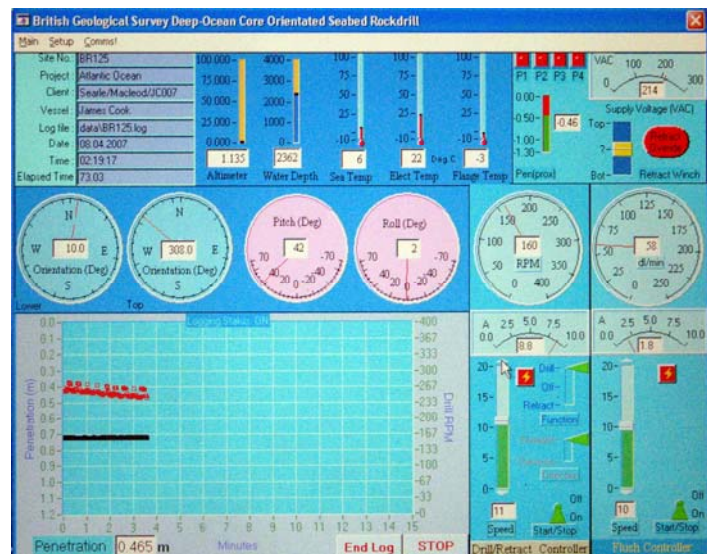 British Geological Survey Deep-Ocean Core Orientated Seabed Rockdrill
Main Setup Comms!
Site No.: BR125
Project: Atlantic Ocean
Client: Searle/Macleod/JC007
Vessel: James Cook
Log file: data\BR125.log
Date: 08.04.2007
Time: 02:19:17
Elapsed Time 73.03
100.000
75.000
50.000
25.000
0.000
1.135
Altimeter
4000
3000
2000
1000
0
2362
Water Depth
100
75
50
25
-10
6
Sea Temp
100
75
50
25
-10
22 Deg C
Elect Temp
100
75
50
25
-10
-3
Flange Temp
P1 P2 P3 P4
0.00
0.50
1.00
1.30
-0.46
Pen(prox)
VAC 100 200 300
0
214
Supply Voltage (VAC)
Top
?
Bot
Retract Override
Retract Winch
N
W 10.0 E
Orientation (Deg)
S
Lower
N
W 308.0 E
Orientation (Deg)
S
Top
Pitch (Deg)
42
70 -70
40 -40
20 0 -20
Roll (Deg)
2
70 -70
40 -40
20 0 -20
150 200 250
100 160 300
RPM
50 350
0 400
100 125 150
75 175
50 58 200
dl/min
25 225
0 250
A 2.5 5.0 7.5
0.0 10.0
8.8
A 2.5 5.0 7.5
0.0 10.0
1.8
Logging Status: ON
Penetration (m)
0.0
0.1
0.2
0.3
0.4
0.5
0.6
0.7
0.8
0.9
1.0
1.1
1.2
0 1 2 3 4 5 6 7 8 9 10 11 12 13 14 15
400
367
333
300
267
233
200
167
133
100
67
33
0
Drill RPM
Penetration 0.465 m
Minutes
End Log
STOP
20
15
10
5
0
Drill
Off
Retract
Function
11
Speed
Off
On
Start/Stop
Drill/Retract Controller
20
15
10
5
0
10
Speed
Off
On
Start/Stop
Flush Controller